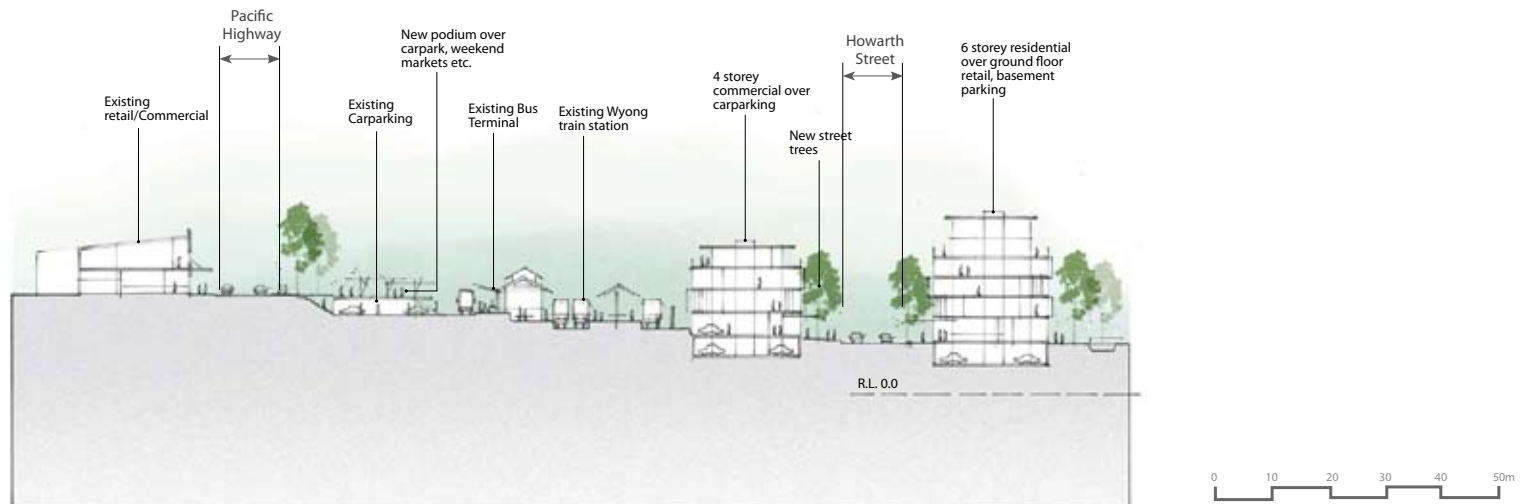 Pacific
Highway
Existing
retail/Commercial
New podium over
carpark, weekend
markets etc.
Existing
Carparking
Existing Bus
Terminal
Existing Wyong
train station
4 storey
commercial over
carparking
New street
trees
Howarth
Street
6 storey residential
over ground floor
retail, basement
parking
R.L. 0.0
0 10 20 30 40 50m